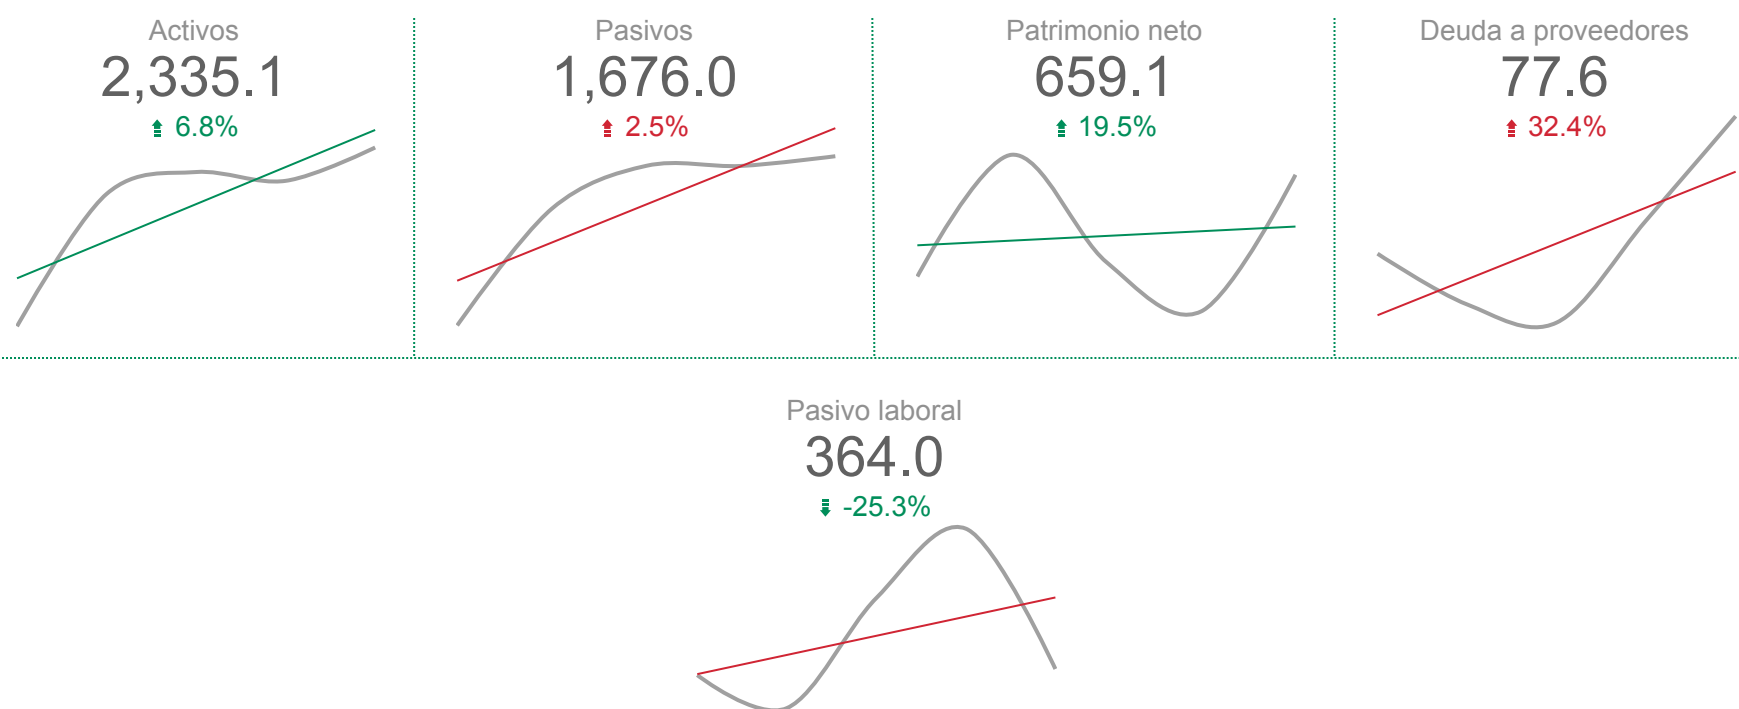 Activos
2,335.1
6.8%
Pasivos
1,676.0
2.5%
Patrimonio neto
659.1
19.5%
Deuda a proveedores
77.6
32.4%
Pasivo laboral
364.0
-25.3%